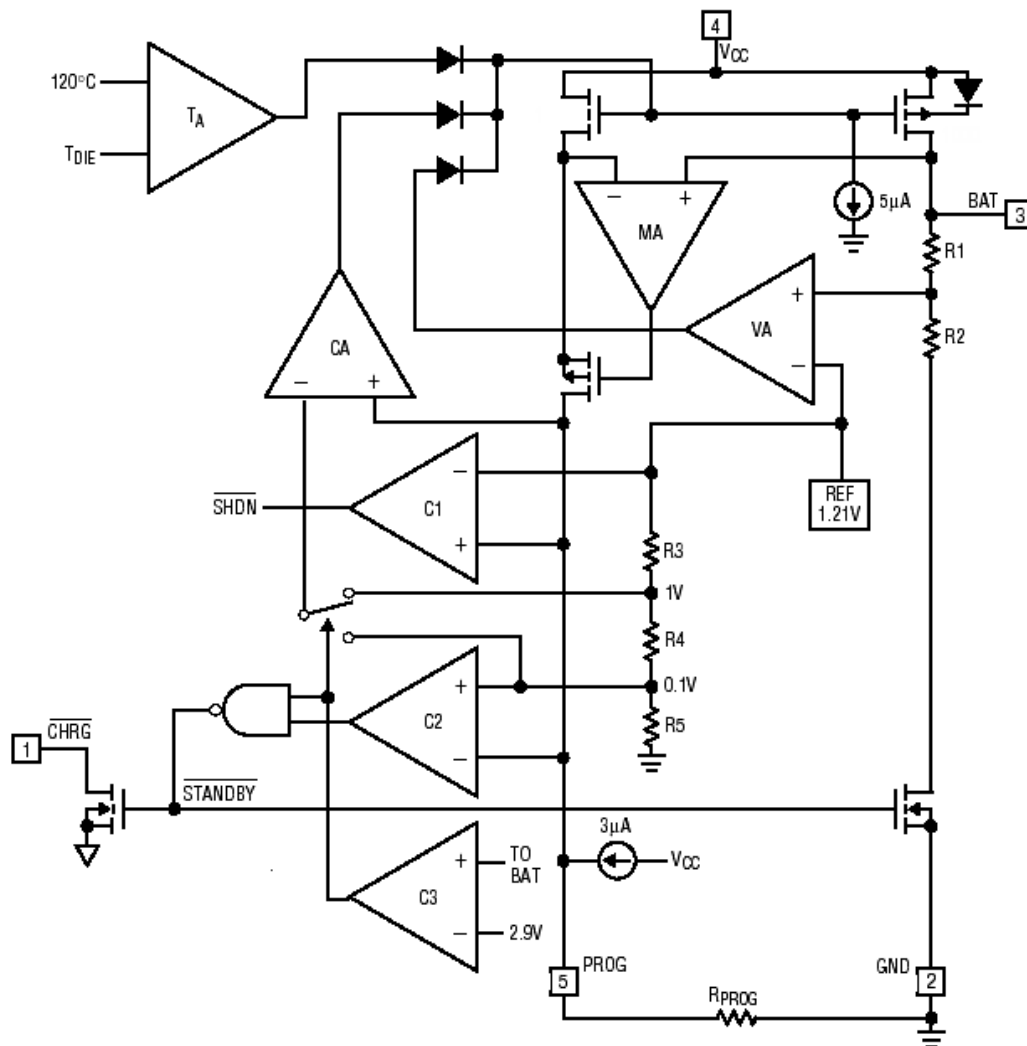 4
VCC
120°C
TA
TDIE
– +
MA
5µA
BAT
3
R1
+
VA
–
R2
CA
– +
–
C1
+
SHDN
REF
1.21V
R3
1V
R4
0.1V
+
C2
–
R5
1
CHRG
STANDBY
3µA
VCC
+
C3
–
TO
BAT
2.9V
5
PROG
RPROG
GND
2